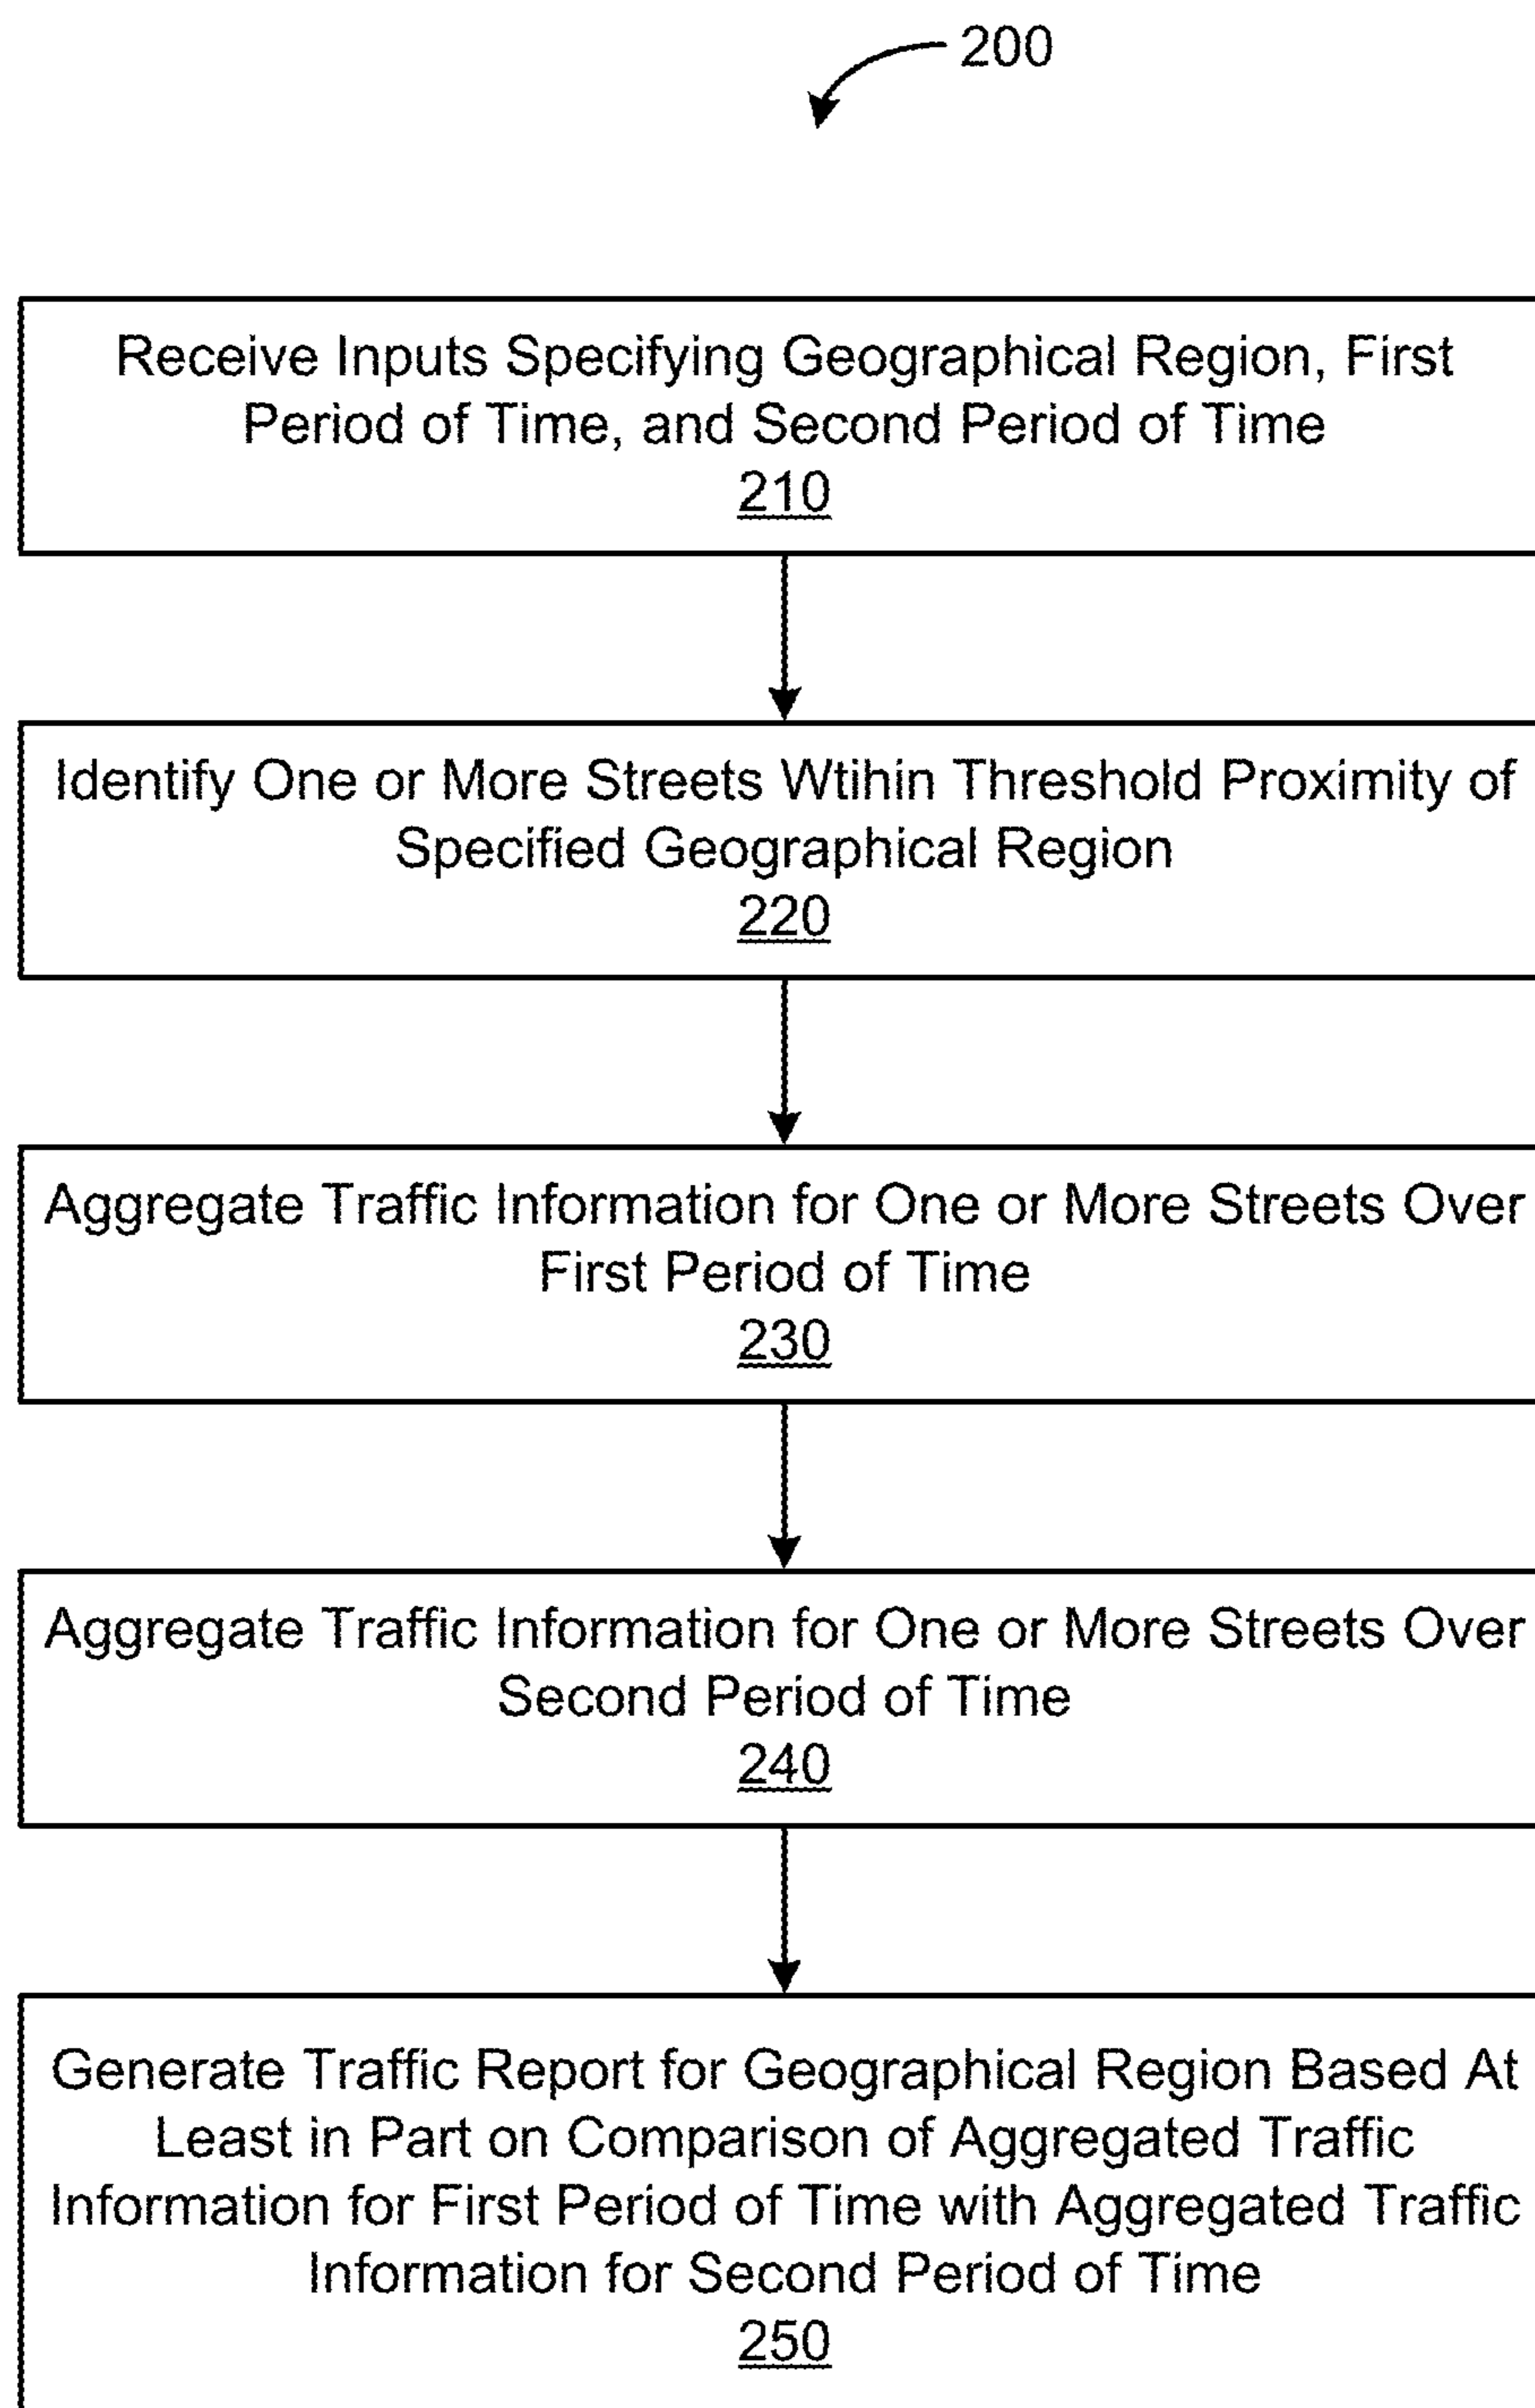 200
Receive Inputs Specifying Geographical Region, First
Period of Time, and Second Period of Time
210
Identify One or More Streets Wtihin Threshold Proximity of
Specified Geographical Region
220
Aggregate Traffic Information for One or More Streets Over
First Period of Time
230
Aggregate Traffic Information for One or More Streets Over
Second Period of Time
240
Generate Traffic Report for Geographical Region Based At
Least in Part on Comparison of Aggregated Traffic
Information for First Period of Time with Aggregated Traffic
Information for Second Period of Time
250